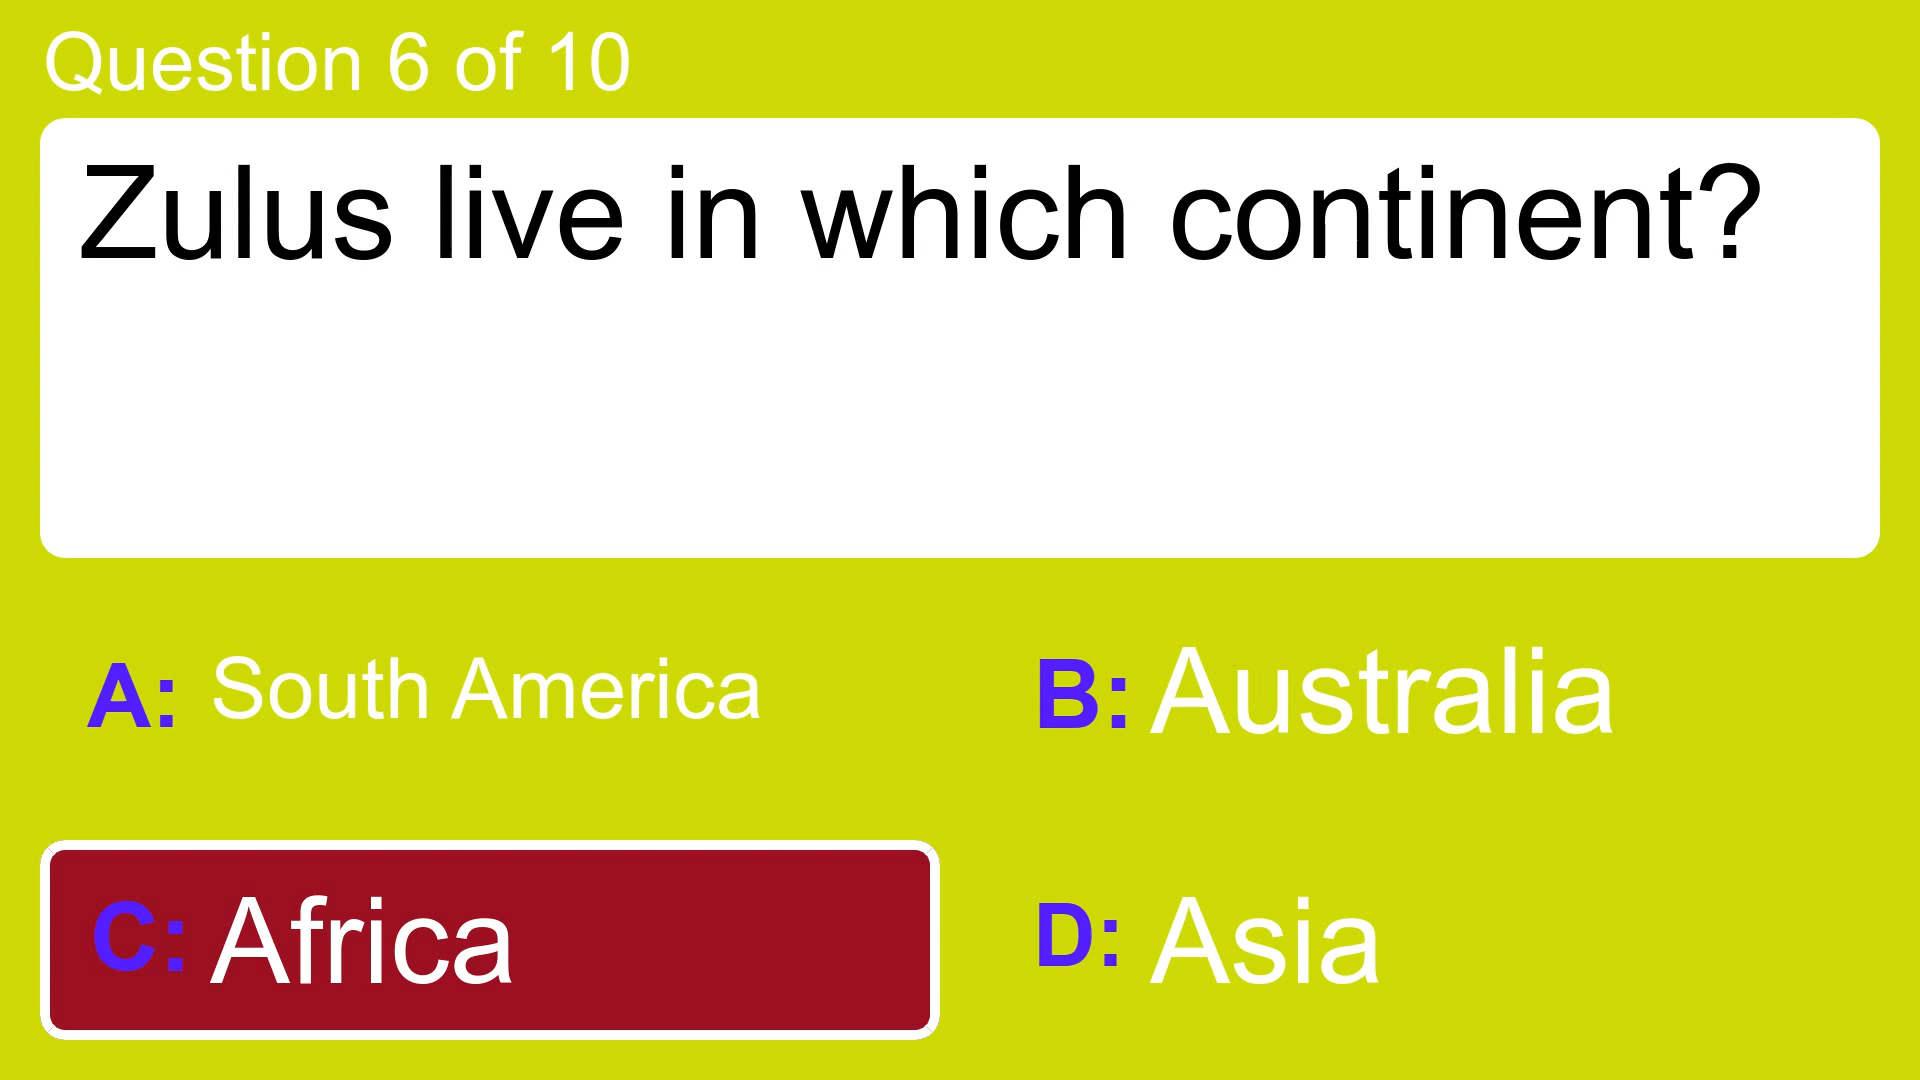 Question 6 of 10
Zulus live in which continent?
A: South America
B: Australia
C: Africa
D: Asia